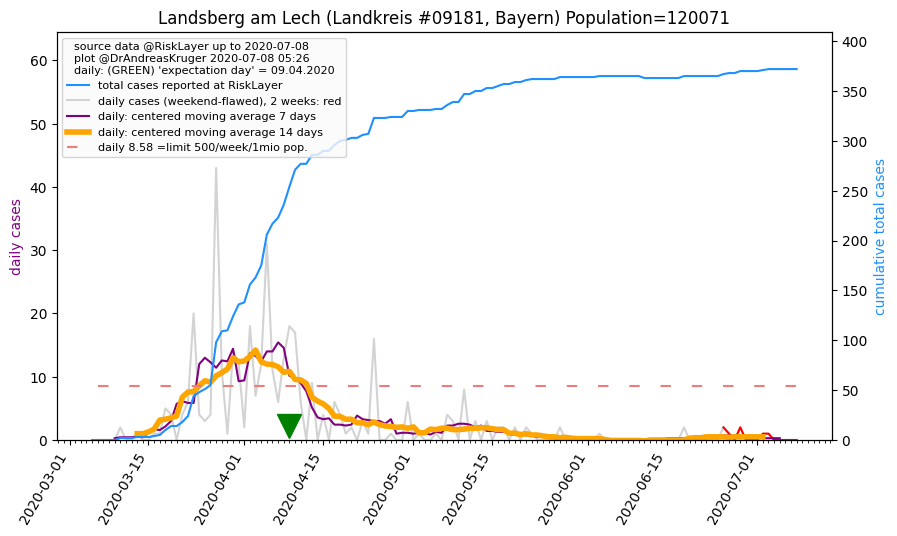 Landsberg am Lech (Landkreis #09181, Bayern) Population=120071
source data @RiskLayer up to 2020-07-08
plot @DrAndreasKruger 2020-07-08 05:26
daily: (GREEN) 'expectation day' = 09.04.2020
total cases reported at RiskLayer
daily cases (weekend-flawed), 2 weeks: red
daily: centered moving average 7 days
daily: centered moving average 14 days
daily 8.58 =limit 500/week/1mio pop.
daily cases
60
50
40
30
20
10
0
cumulative total cases
400
350
300
250
200
150
100
50
0
2020-03-01
2020-03-15
2020-04-01
2020-04-15
2020-05-01
2020-05-15
2020-06-01
2020-06-15
2020-07-01